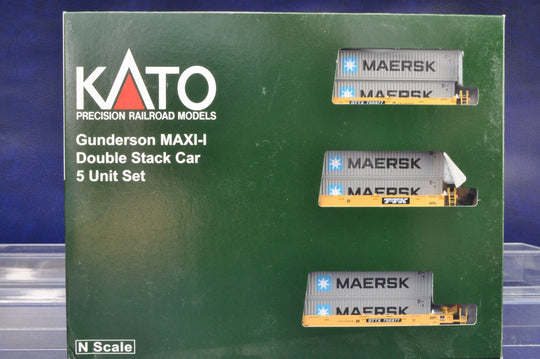 KATO
PRECISION RAILROAD MODELS
Gunderson MAXI-I
Double Stack Car
5 Unit Set
N Scale
MAERSK
MAERSK
MAERSK
MAERSK
TTX
MAERSK
MAERSK